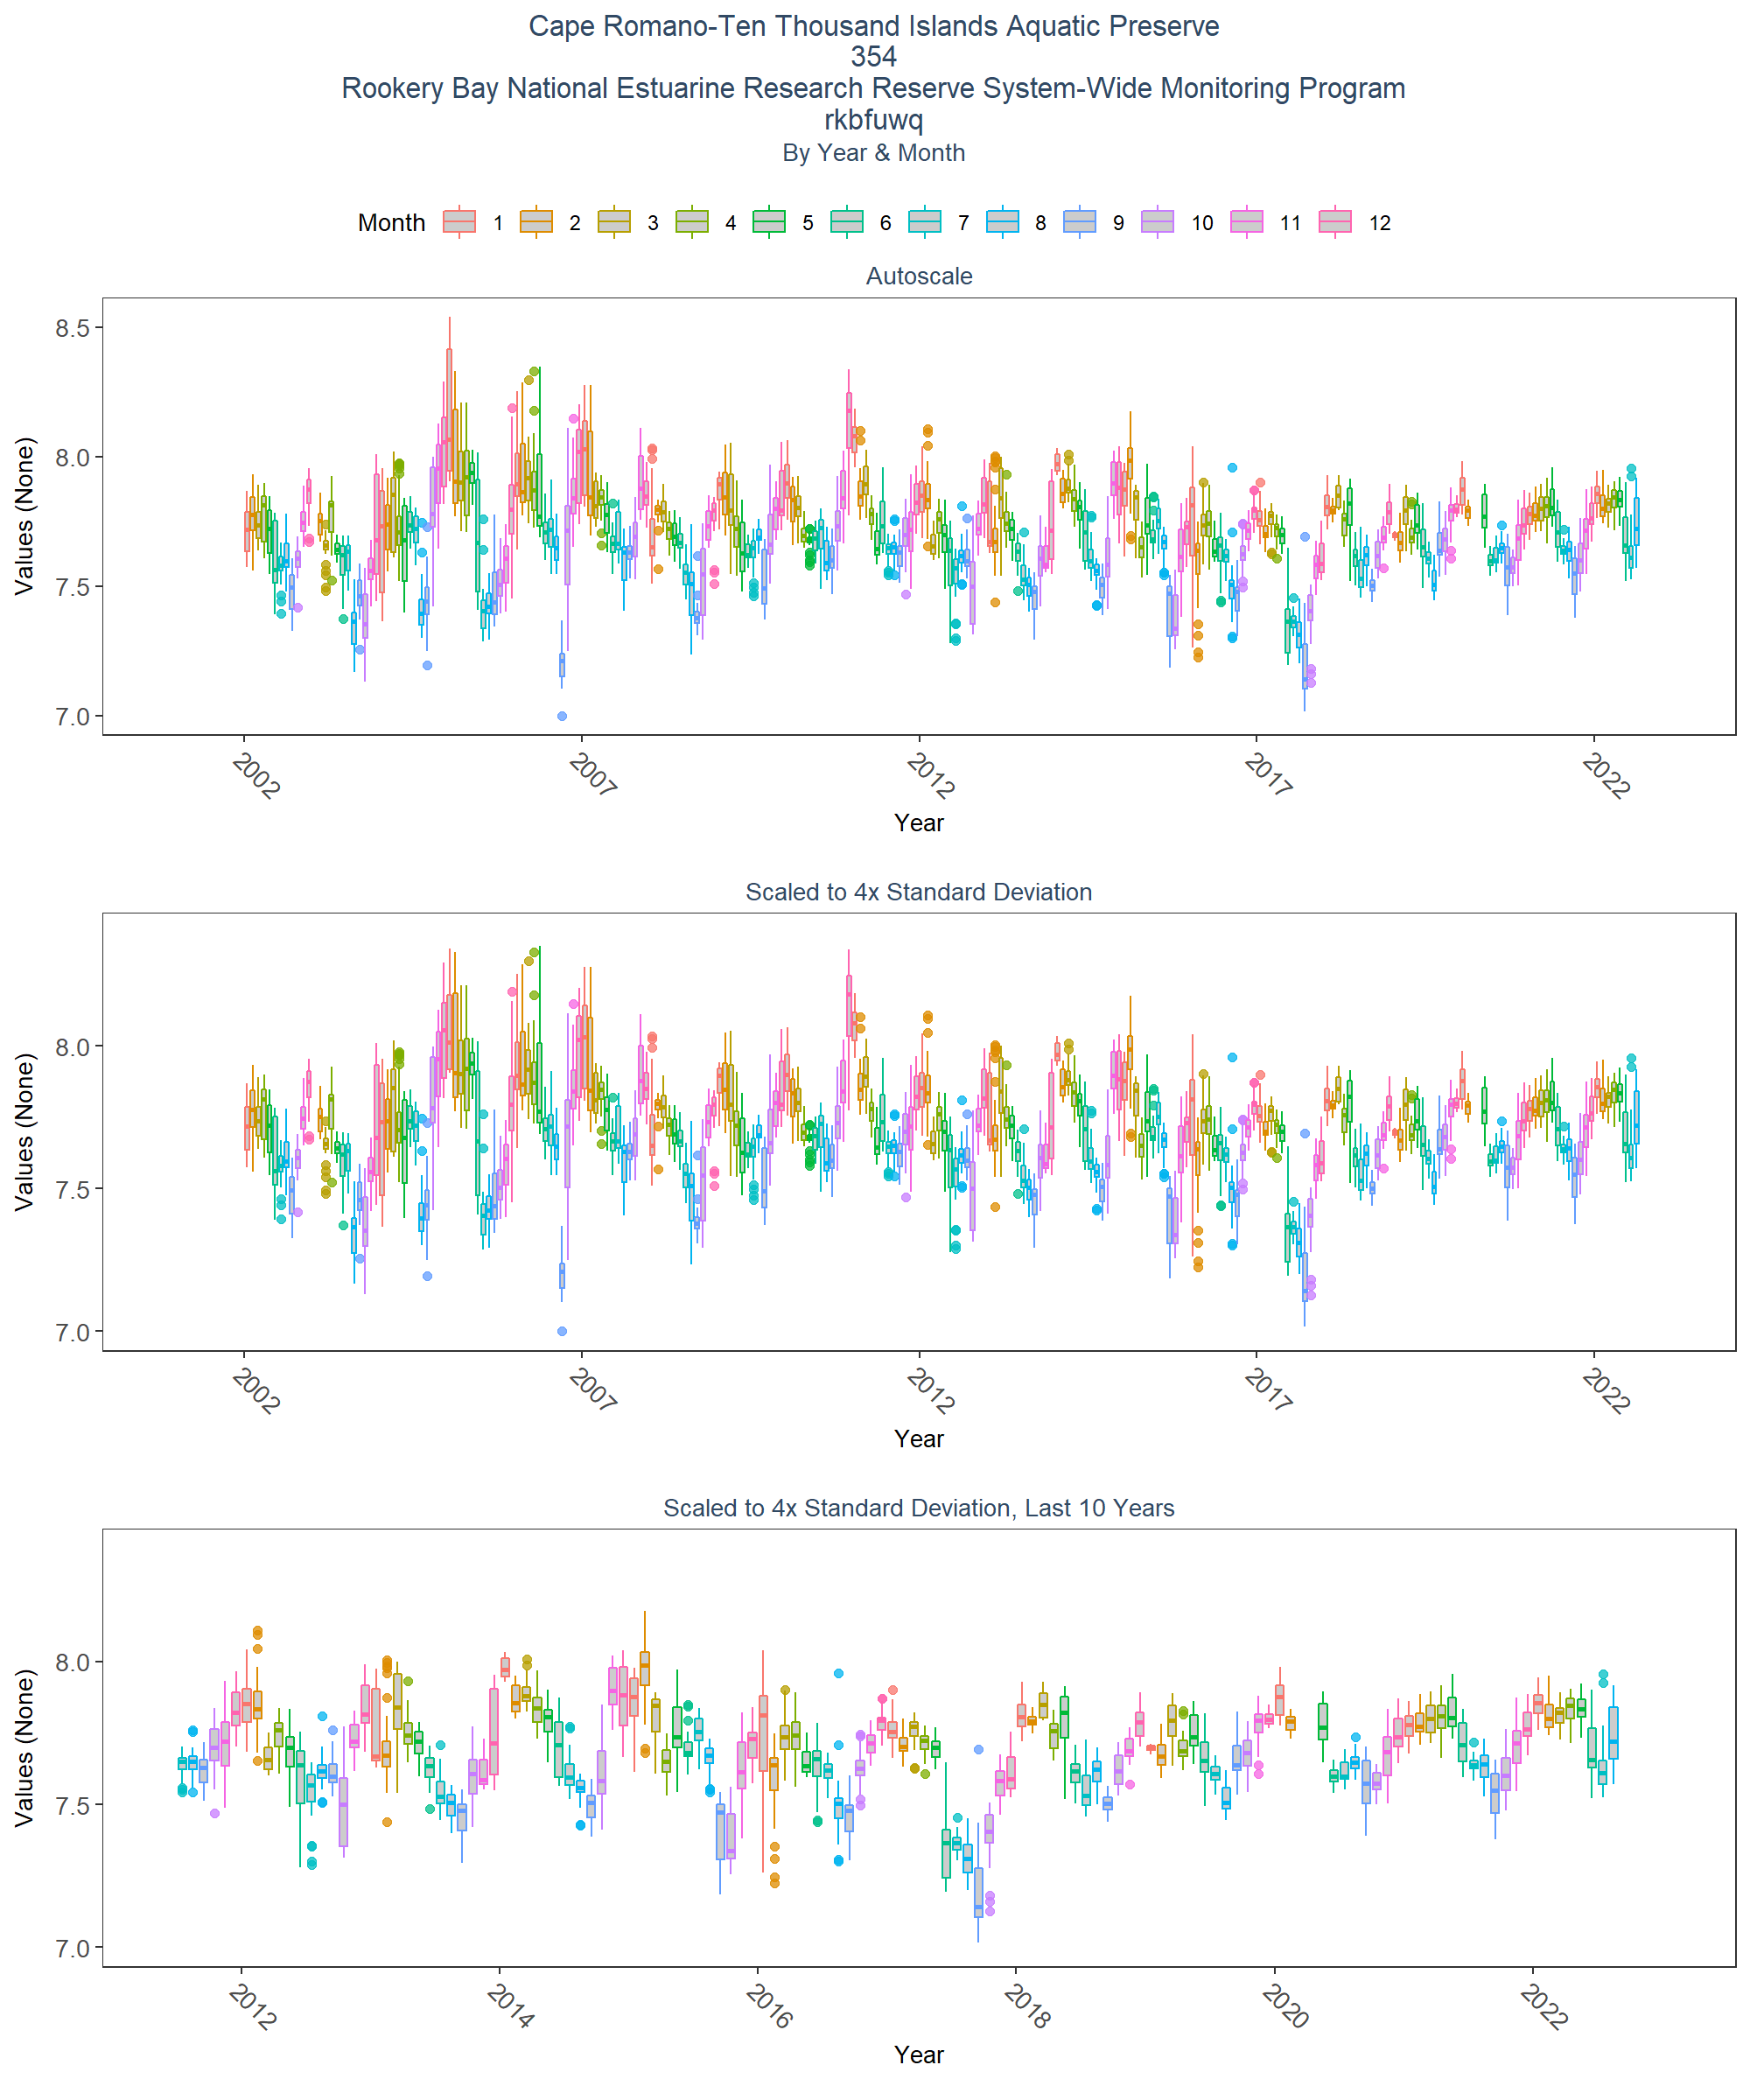 Cape Romano-Ten Thousand Islands Aquatic Preserve
354
Rookery Bay National Estuarine Research Reserve System-Wide Monitoring Program
rkbfuwq
By Year & Month
Month 1 2 3 4 5 6 7 8 9 10 11 12
Autoscale
Values (None)
8.5
8.0
7.5
7.0
2002 2007 2012 2017 2022
Year
Scaled to 4x Standard Deviation
Values (None)
8.0
7.5
7.0
2002 2007 2012 2017 2022
Year
Scaled to 4x Standard Deviation, Last 10 Years
Values (None)
8.0
7.5
7.0
2012 2014 2016 2018 2020 2022
Year